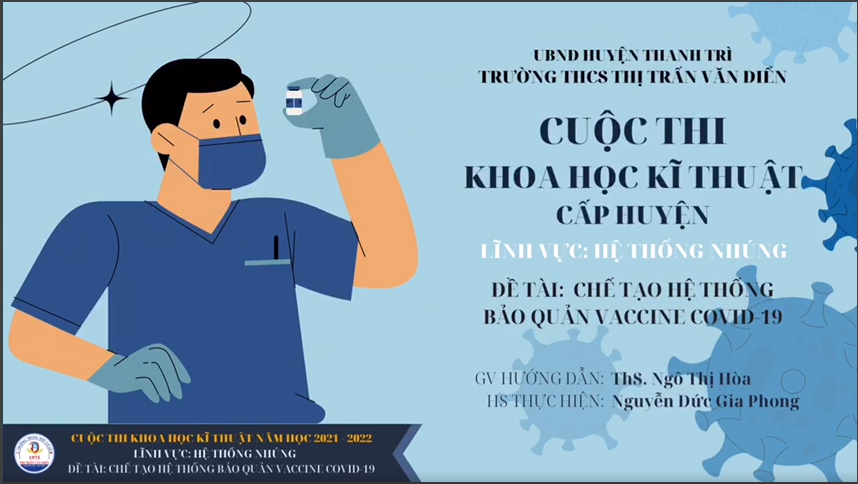 UBND HUYỆN THANH TRÌ
TRƯỜNG THCS THỊ TRẤN VĂN ĐIỂN
CUỘC THI
KHOA HỌC KĨ THUẬT
CẤP HUYỆN
LĨNH VỰC: HỆ THỐNG NHÚNG
ĐỀ TÀI: CHẾ TẠO HỆ THỐNG
BẢO QUẢN VACCINE COVID-19
GV HƯỚNG DẪN: ThS. Ngô Thị Hòa
HS THỰC HIỆN: Nguyễn Đức Gia Phong
CUỘC THI KHOA HỌC KĨ THUẬT NĂM HỌC 2021 - 2022
LĨNH VỰC: HỆ THỐNG NHÚNG
ĐỀ TÀI: CHẾ TẠO HỆ THỐNG BẢO QUẢN VACCINE COVID-19